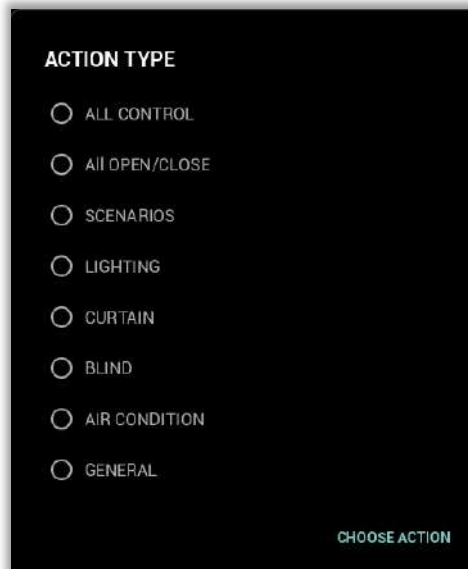 ACTION TYPE
ALL CONTROL
All OPEN/CLOSE
SCENARIOS
LIGHTING
CURTAIN
BLIND
AIR CONDITION
GENERAL
CHOOSE ACTION